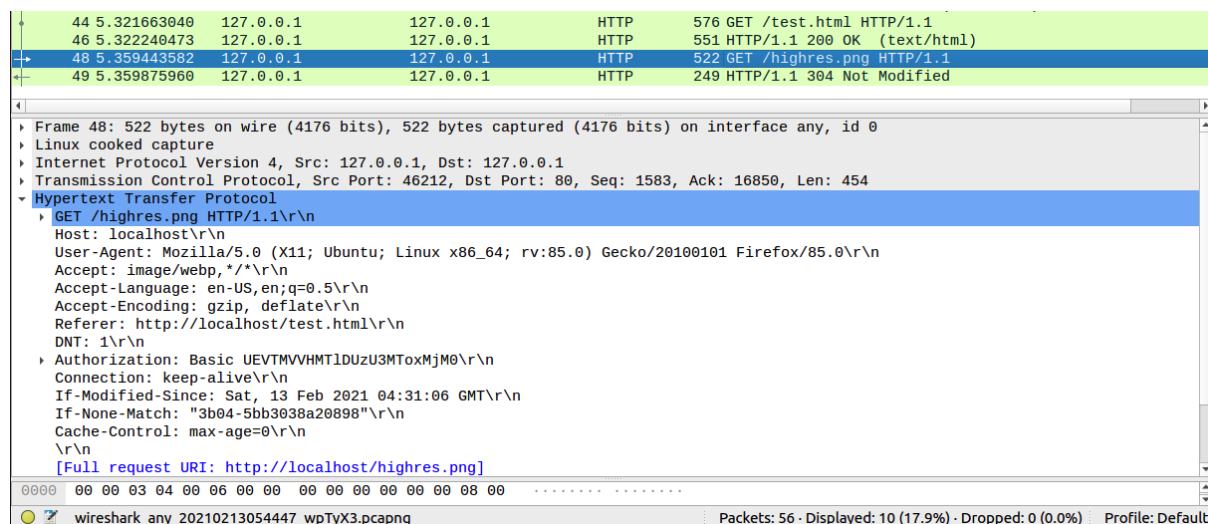 44 5.321663040 127.0.0.1 127.0.0.1 HTTP 576 GET /test.html HTTP/1.1
46 5.322240473 127.0.0.1 127.0.0.1 HTTP 551 HTTP/1.1 200 OK (text/html)
48 5.359443582 127.0.0.1 127.0.0.1 HTTP 522 GET /highres.png HTTP/1.1
49 5.359875960 127.0.0.1 127.0.0.1 HTTP 249 HTTP/1.1 304 Not Modified
Frame 48: 522 bytes on wire (4176 bits), 522 bytes captured (4176 bits) on interface any, id 0
Linux cooked capture
Internet Protocol Version 4, Src: 127.0.0.1, Dst: 127.0.0.1
Transmission Control Protocol, Src Port: 46212, Dst Port: 80, Seq: 1583, Ack: 16850, Len: 454
Hypertext Transfer Protocol
GET /highres.png HTTP/1.1\r\n
Host: localhost\r\n
User-Agent: Mozilla/5.0 (X11; Ubuntu; Linux x86_64; rv:85.0) Gecko/20100101 Firefox/85.0\r\n
Accept: image/webp,*/*\r\n
Accept-Language: en-US,en;q=0.5\r\n
Accept-Encoding: gzip, deflate\r\n
Referer: http://localhost/test.html\r\n
DNT: 1\r\n
Authorization: Basic UEVTMVVHMTlDUzU3MToxMjM0\r\n
Connection: keep-alive\r\n
If-Modified-Since: Sat, 13 Feb 2021 04:31:06 GMT\r\n
If-None-Match: "3b04-5bb3038a20898"\r\n
Cache-Control: max-age=0\r\n
\r\n
[Full request URI: http://localhost/highres.png]
0000 00 00 03 04 00 06 00 00 00 00 00 00 00 00 08 00 ········ ········
wireshark_any_20210213054447_wpTyX3.pcapng Packets: 56 · Displayed: 10 (17.9%) · Dropped: 0 (0.0%) Profile: Default